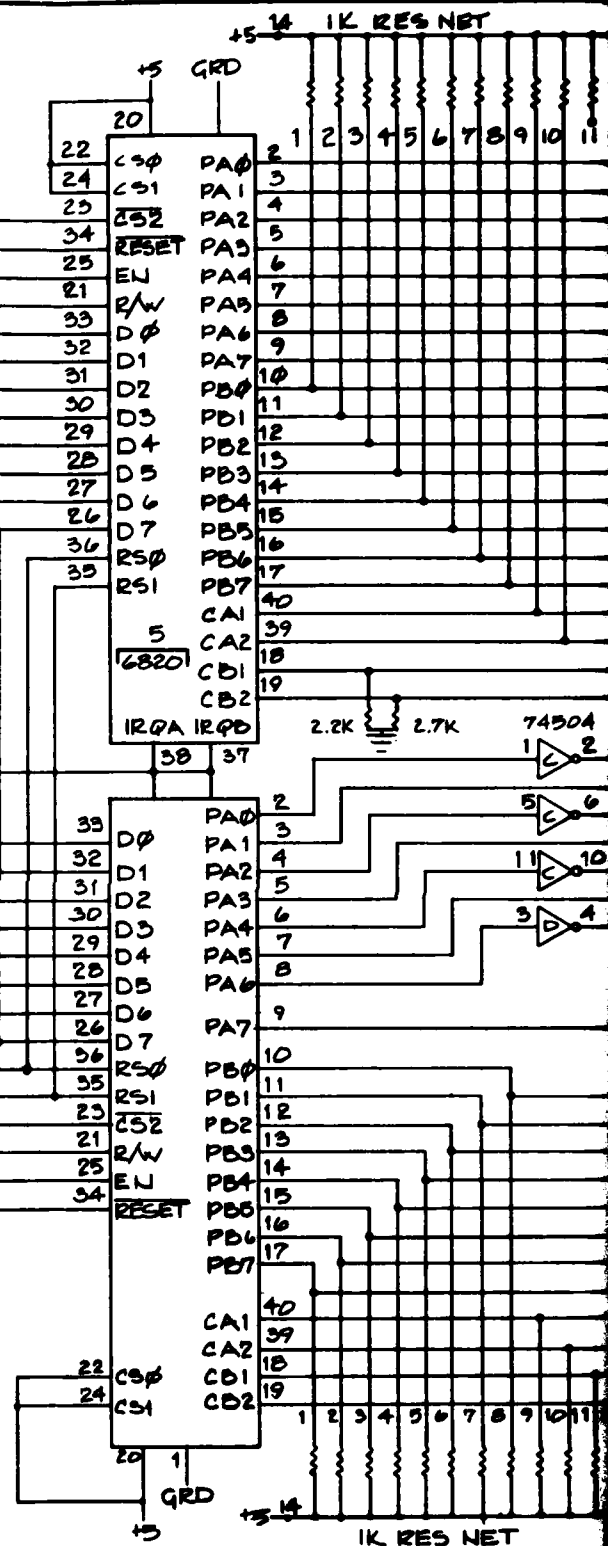 +5 14 1K RES NET
+5 GRD
20
1 2 3 4 5 6 7 8 9 10 11
22 CSØ PAØ 2
24 CS1 PA1 3
23 CS2 PA2 4
34 RESET PA3 5
25 EN PA4 6
21 R/W PA5 7
33 DØ PA6 8
32 D1 PA7 9
31 D2 PBØ 10
30 D3 PB1 11
29 D4 PB2 12
28 D5 PB3 13
27 D6 PB4 14
26 D7 PB5 15
36 RSØ PB6 16
35 RS1 PB7 17
CA1 40
5 CA2 39
6820 CB1 18
CB2 19
2.2K 2.7K 74S04
IRQA IRQB
38 37
1 C 2
PAØ 2
5 C 6
33 DØ PA1 3
32 D1 PA2 4
11 C 10
31 D2 PA3 5
30 D3 PA4 6
3 D 4
29 D4 PA5 7
28 D5 PA6 8
27 D6
26 D7 PA7 9
36 RSØ PBØ 10
35 RS1 PB1 11
23 CS2 PB2 12
21 R/W PB3 13
25 EN PB4 14
34 RESET PB5 15
PB6 16
PB7 17
CA1 40
CA2 39
22 CSØ CB1 18
24 CS1 CB2 19
1 2 3 4 5 6 7 8 9 10 11
20 1
GRD
+5
+5 14
1K RES NET